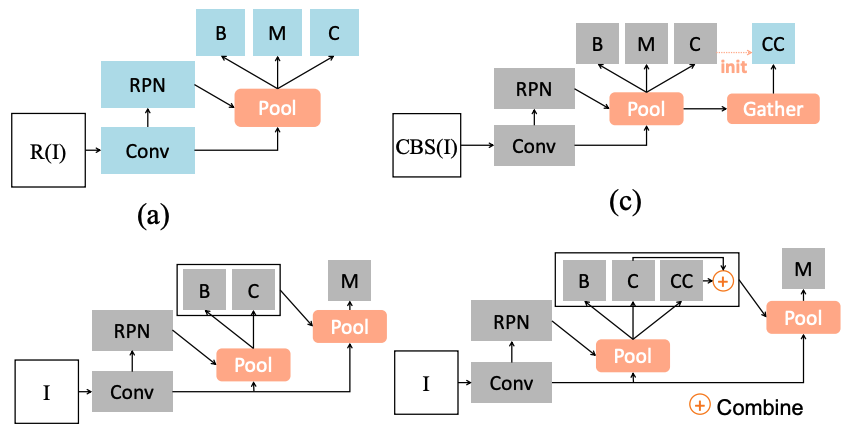 B M C
RPN
Pool
R(I)
Conv
(a)
B M C CC
init
RPN
Pool
Gather
CBS(I)
Conv
(c)
B C M
RPN
Pool
Pool
I
Conv
B C CC + M
RPN
Pool
Pool
I
Conv
+ Combine